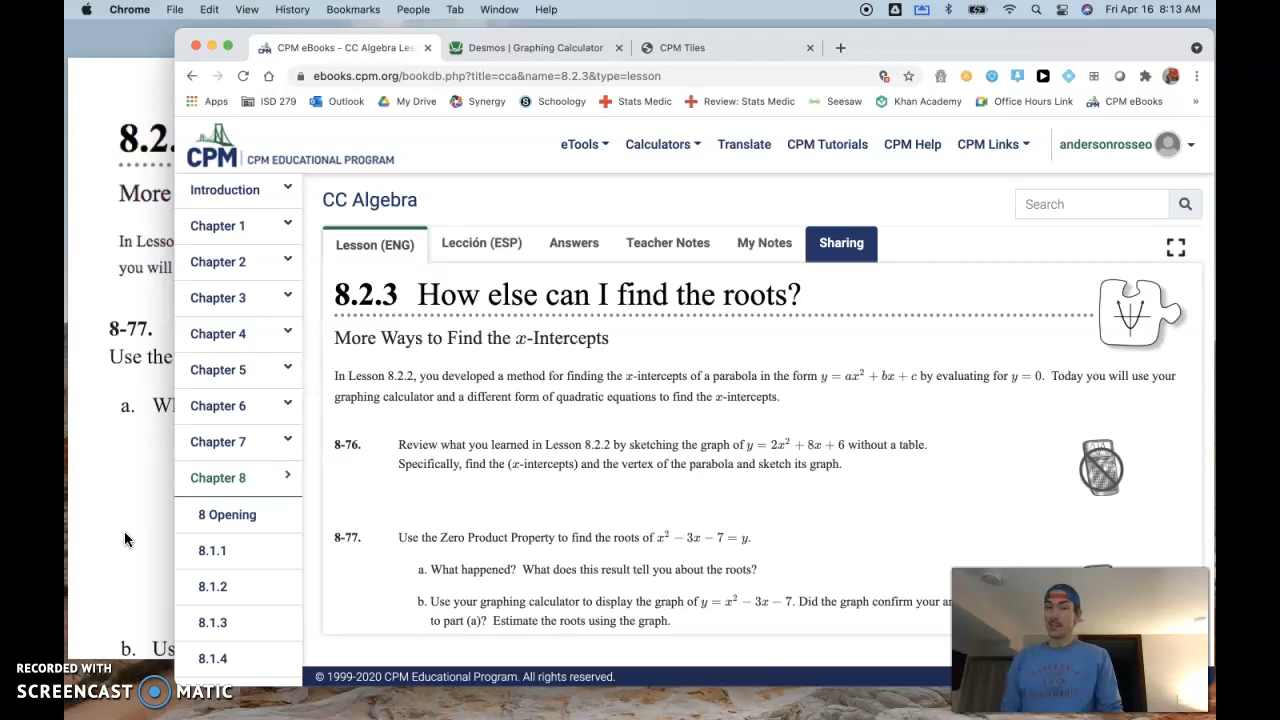 Chrome File Edit View History Bookmarks People Tab Window Help Fri Apr 16 8:13 AM
CPM eBooks - CC Algebra Les Desmos | Graphing Calculator CPM Tiles
ebooks.cpm.org/bookdb.php?title=cca&name=8.2.3&type=lesson
Apps ISD 279 Outlook My Drive Synergy Schoology Stats Medic Review: Stats Medic Seesaw Khan Academy Office Hours Link CPM eBooks »
CPM CPM EDUCATIONAL PROGRAM eTools Calculators Translate CPM Tutorials CPM Help CPM Links andersonrosseo
8.2.
More
In Lesso
you will
8-77.
Use the
a. W
b. Us
Introduction
Chapter 1
Chapter 2
Chapter 3
Chapter 4
Chapter 5
Chapter 6
Chapter 7
Chapter 8
8 Opening
8.1.1
8.1.2
8.1.3
8.1.4
CC Algebra
Search
Lesson (ENG) Lección (ESP) Answers Teacher Notes My Notes Sharing
8.2.3 How else can I find the roots?
More Ways to Find the x-Intercepts
In Lesson 8.2.2, you developed a method for finding the x-intercepts of a parabola in the form y = ax² + bx + c by evaluating for y = 0. Today you will use your
graphing calculator and a different form of quadratic equations to find the x-intercepts.
8-76. Review what you learned in Lesson 8.2.2 by sketching the graph of y = 2x² + 8x + 6 without a table.
Specifically, find the (x-intercepts) and the vertex of the parabola and sketch its graph.
8-77. Use the Zero Product Property to find the roots of x² − 3x − 7 = y.
a. What happened? What does this result tell you about the roots?
b. Use your graphing calculator to display the graph of y = x² − 3x − 7. Did the graph confirm your an
to part (a)? Estimate the roots using the graph.
© 1999-2020 CPM Educational Program. All rights reserved.
RECORDED WITH
SCREENCAST MATIC